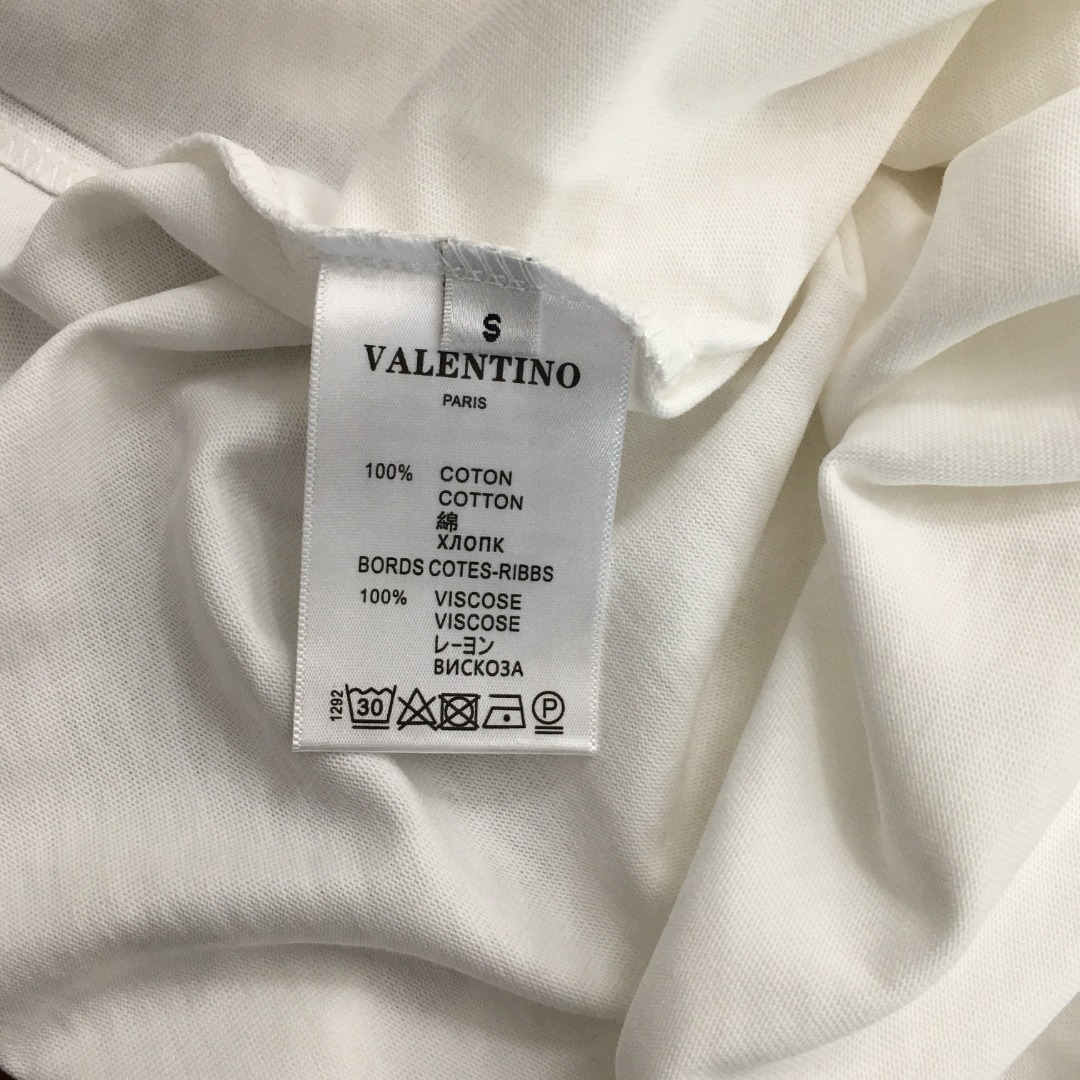 S
VALENTINO
PARIS
100% COTON
COTTON
綿
ХЛОПК
BORDS COTES-RIBBS
100% VISCOSE
VISCOSE
レーヨン
ВИСКОЗА
1292
30 P